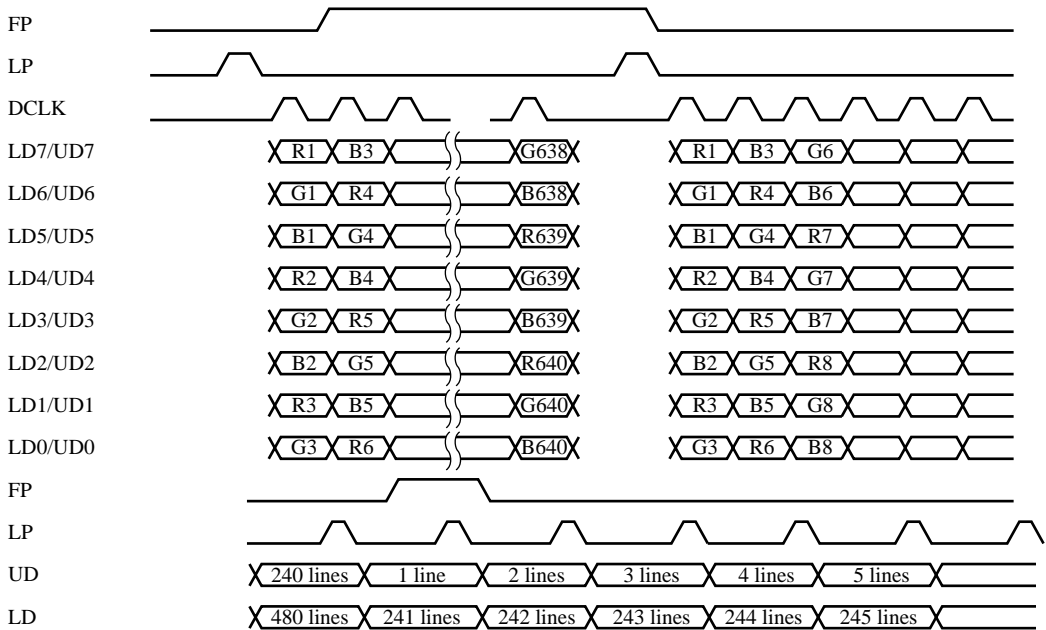 FP
LP
DCLK
LD7/UD7 R1 B3 G638 R1 B3 G6
LD6/UD6 G1 R4 B638 G1 R4 B6
LD5/UD5 B1 G4 R639 B1 G4 R7
LD4/UD4 R2 B4 G639 R2 B4 G7
LD3/UD3 G2 R5 B639 G2 R5 B7
LD2/UD2 B2 G5 R640 B2 G5 R8
LD1/UD1 R3 B5 G640 R3 B5 G8
LD0/UD0 G3 R6 B640 G3 R6 B8
FP
LP
UD 240 lines 1 line 2 lines 3 lines 4 lines 5 lines
LD 480 lines 241 lines 242 lines 243 lines 244 lines 245 lines